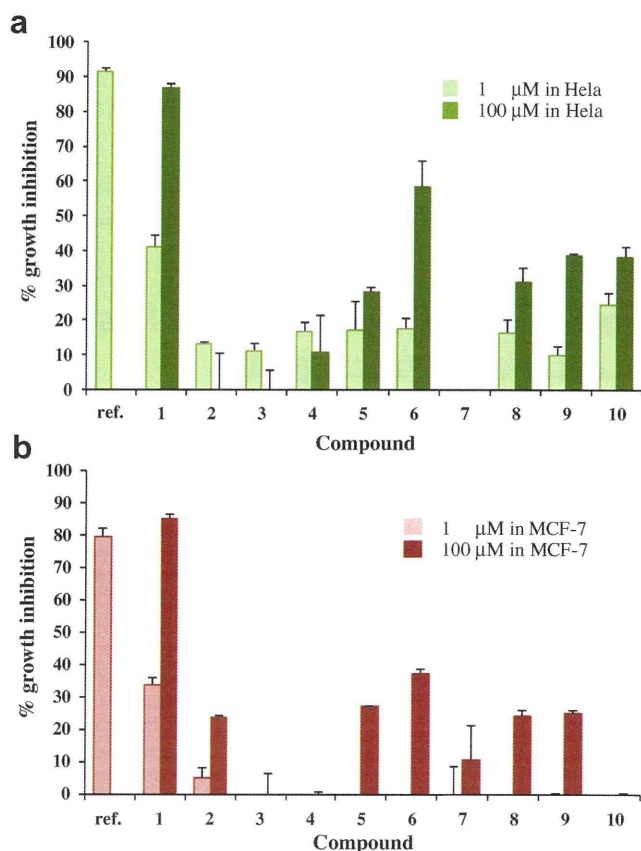 a
100
90
80
70
60
50
40
30
20
10
0
% growth inhibition
1 µM in Hela
100 µM in Hela
ref. 1 2 3 4 5 6 7 8 9 10
Compound
b
100
90
80
70
60
50
40
30
20
10
0
% growth inhibition
1 µM in MCF-7
100 µM in MCF-7
ref. 1 2 3 4 5 6 7 8 9 10
Compound